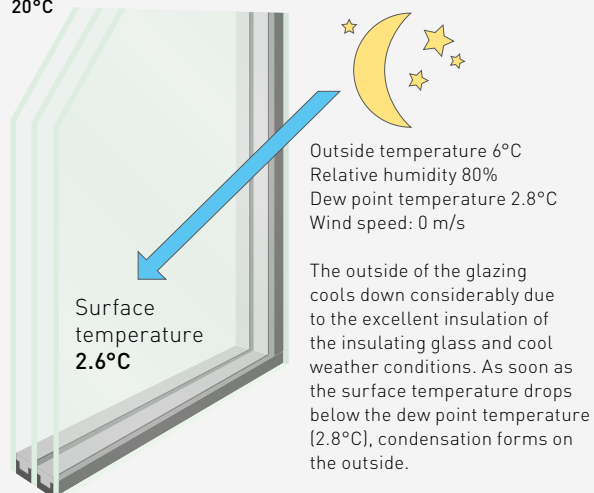 20°C
Outside temperature 6°C
Relative humidity 80%
Dew point temperature 2.8°C
Wind speed: 0 m/s
The outside of the glazing
cools down considerably due
to the excellent insulation of
the insulating glass and cool
weather conditions. As soon as
the surface temperature drops
below the dew point temperature
(2.8°C), condensation forms on
the outside.
Surface
temperature
2.6°C